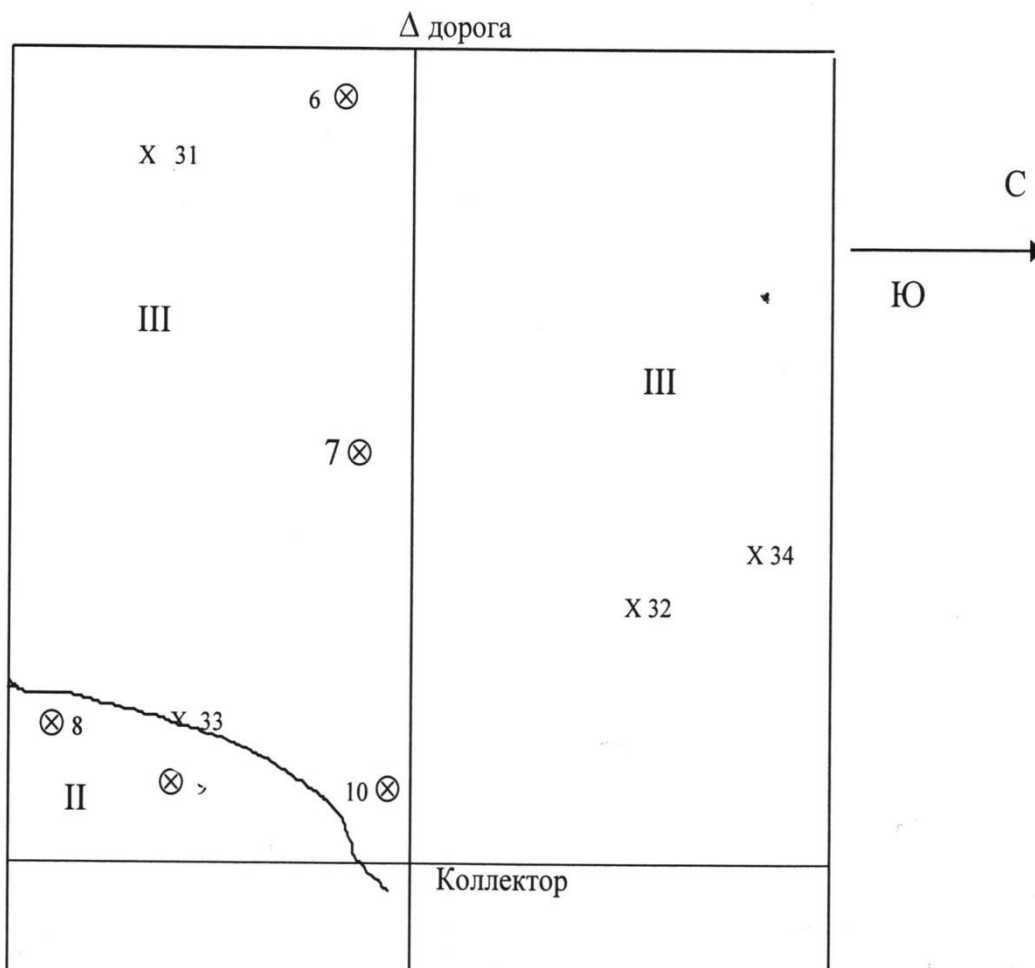 Δ дорога
6 ⊗
X 31
С
Ю
III
III
7 ⊗
X 34
X 32
X 33
⊗ 8
⊗
10 ⊗
II
Коллектор